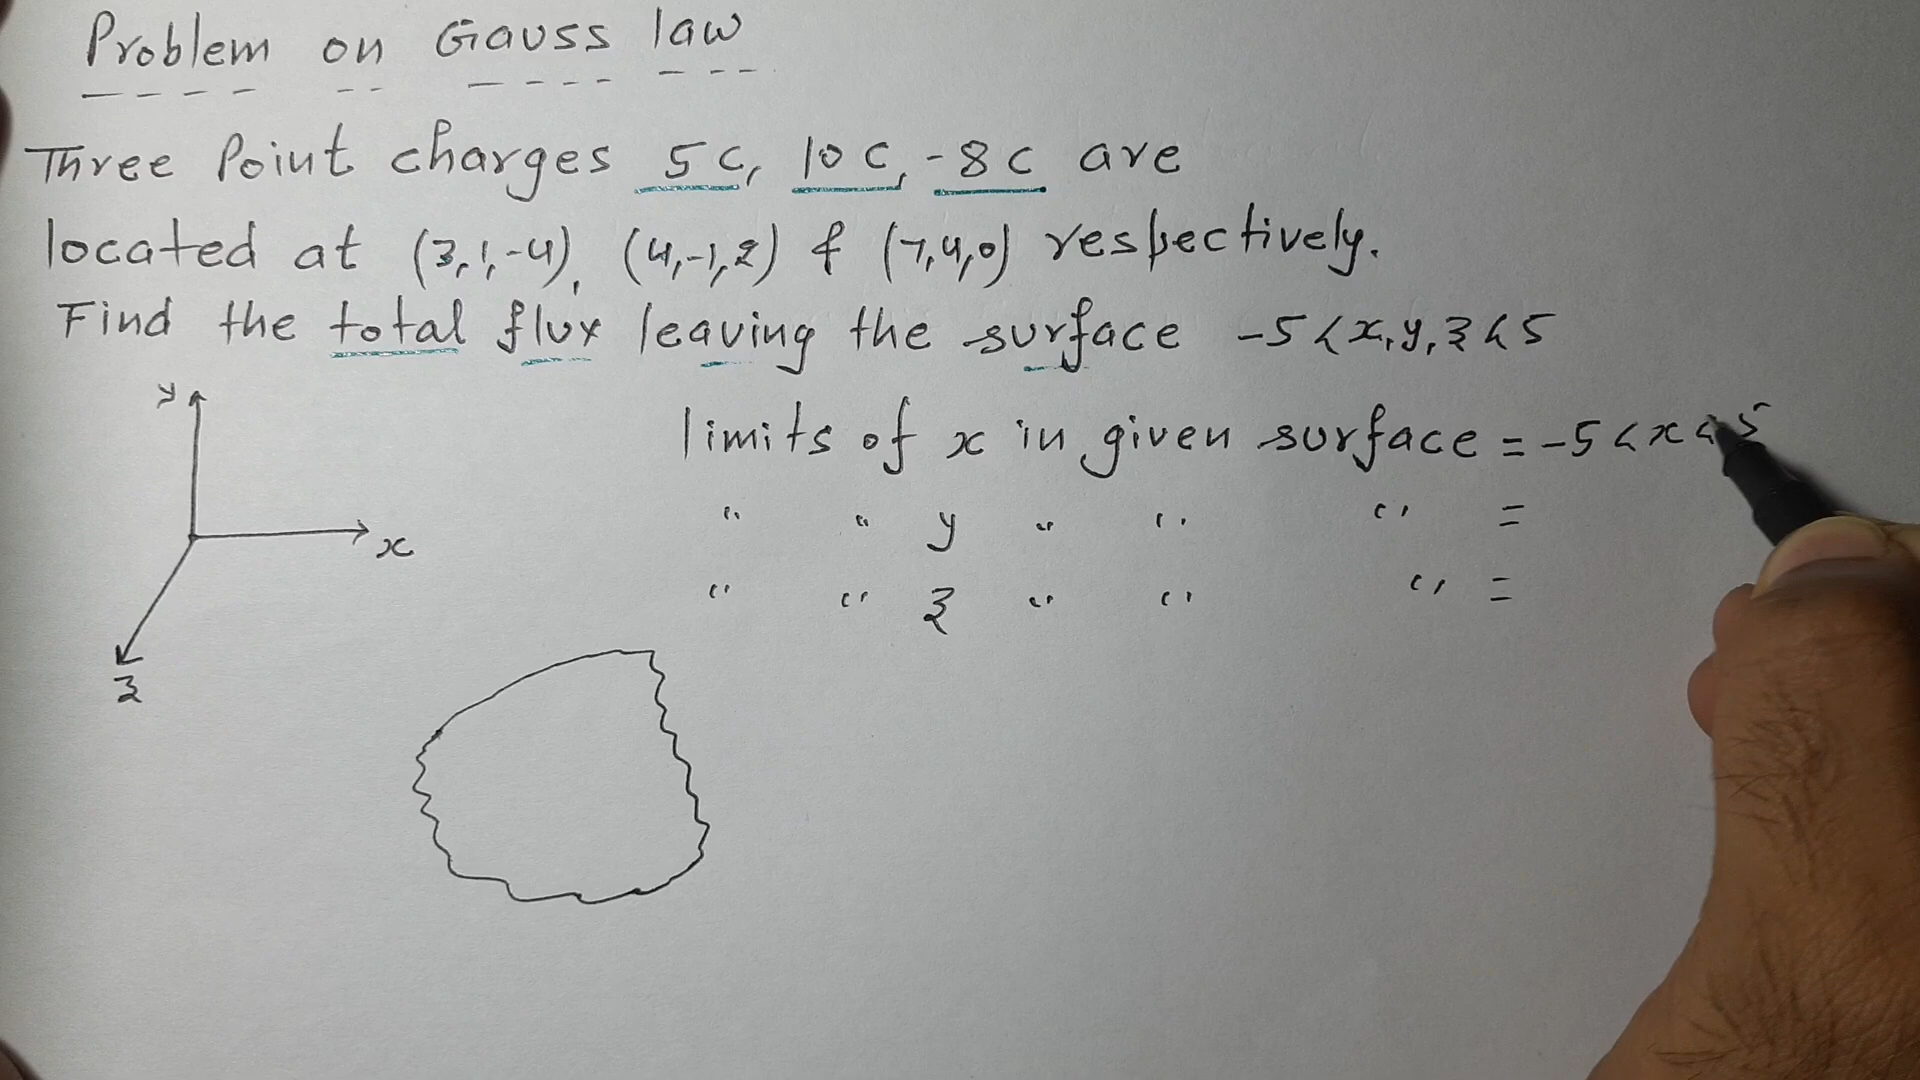 Problem on Gauss law
Three Point charges 5C, 10C, -8C are
located at (3,1,-4), (4,-1,2) & (7,4,0) respectively.
Find the total flux leaving the surface -5<x,y,z<5
y
x
z
limits of x in given surface = -5<x<5
" " y " " " =
" " z " " " =